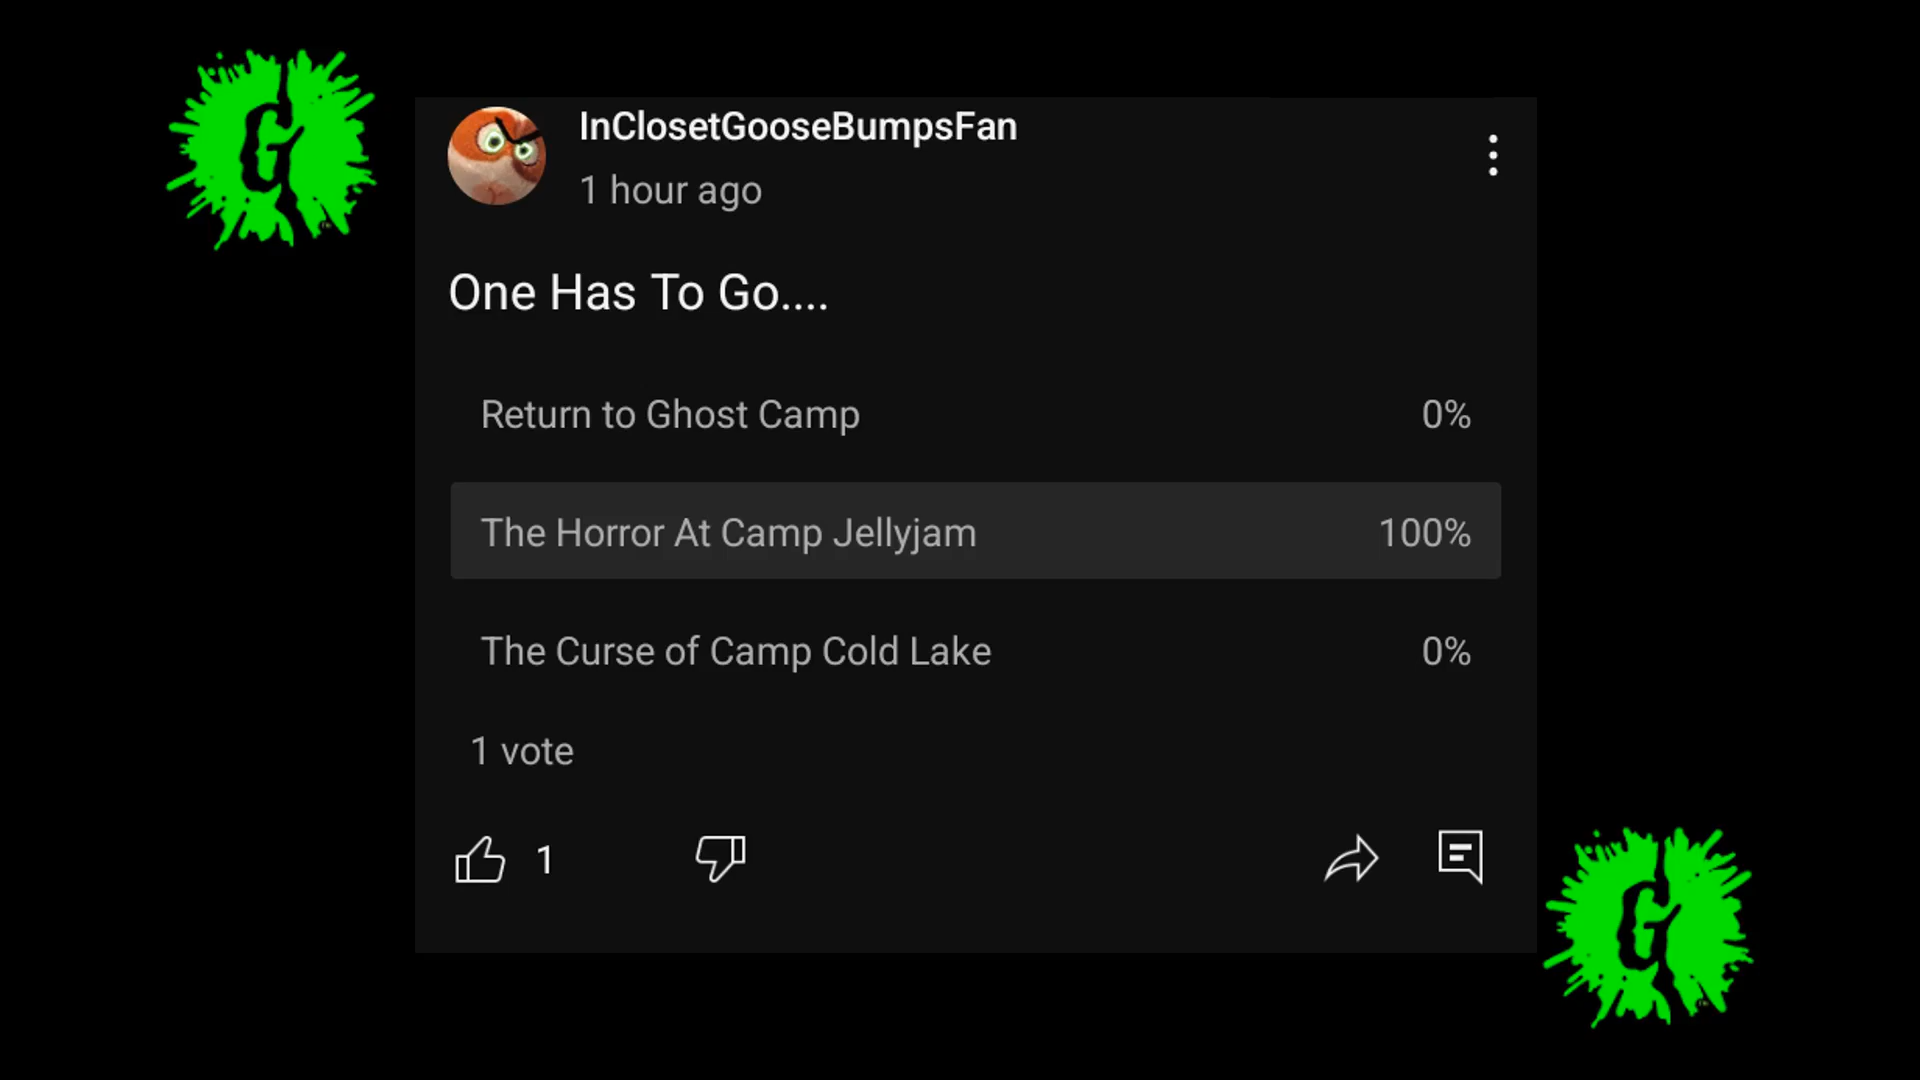 G
InClosetGooseBumpsFan
1 hour ago
One Has To Go....
Return to Ghost Camp 0%
The Horror At Camp Jellyjam 100%
The Curse of Camp Cold Lake 0%
1 vote
1
G